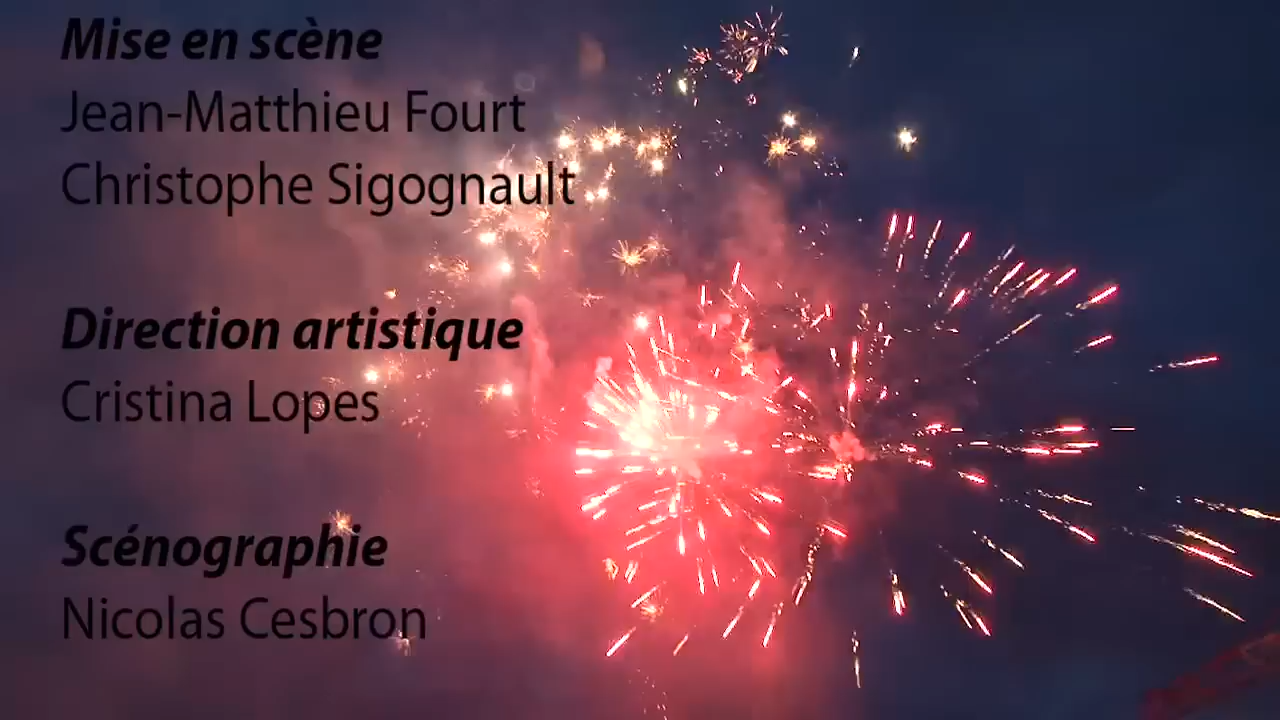 Mise en scène
Jean-Matthieu Fourt
Christophe Sigognault
Direction artistique
Cristina Lopes
Scénographie
Nicolas Cesbron